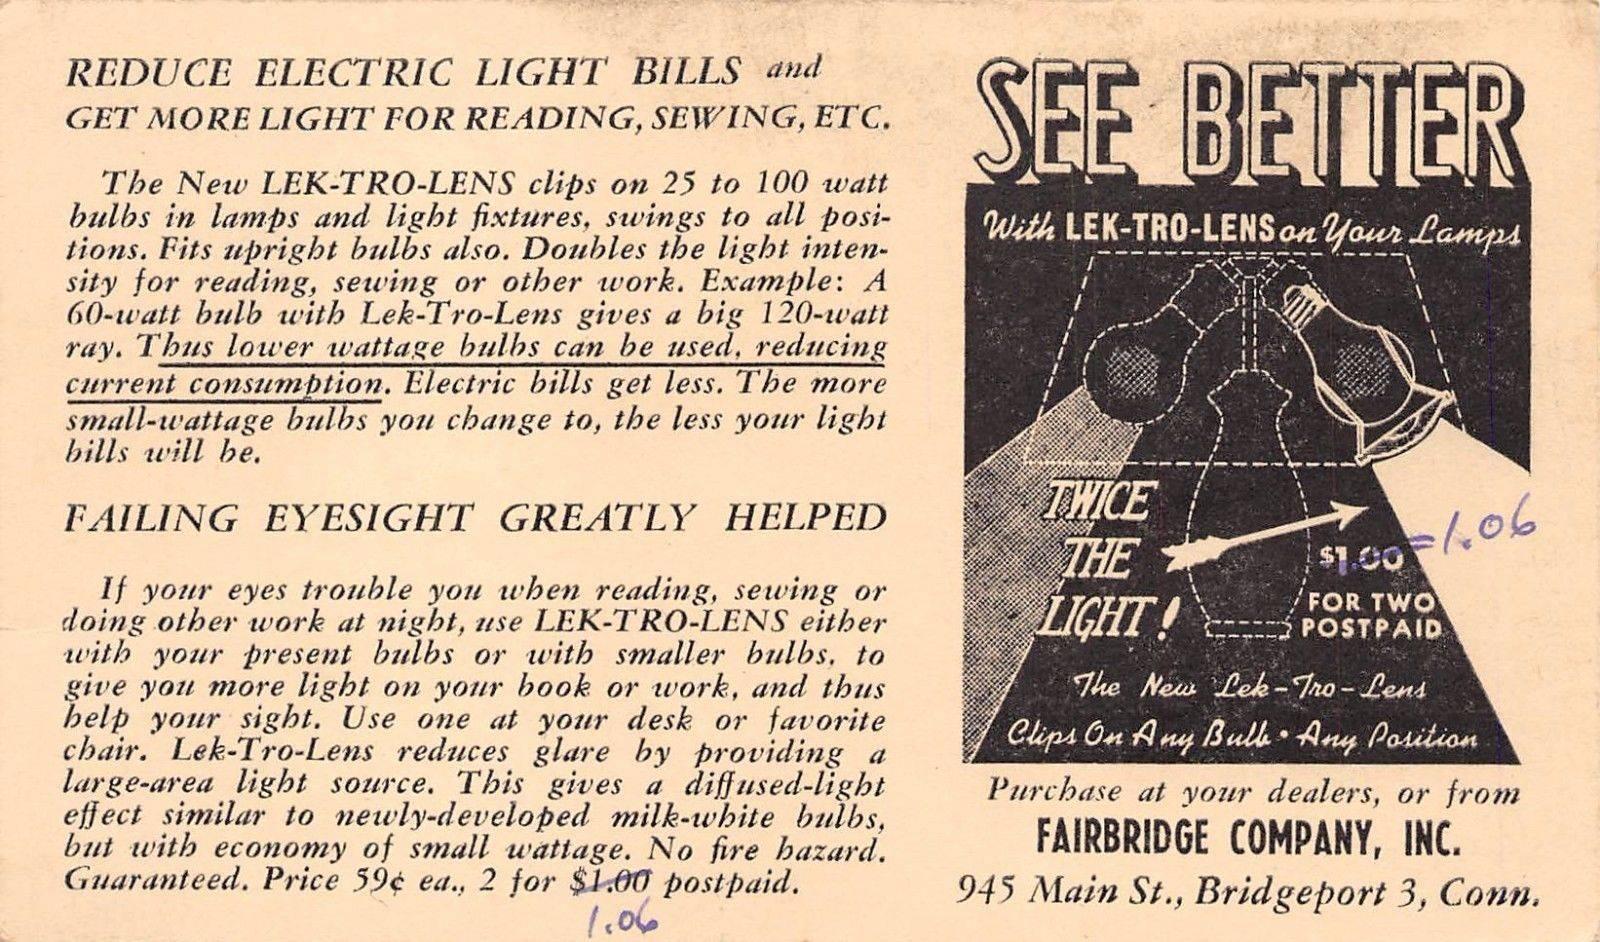 REDUCE ELECTRIC LIGHT BILLS and
GET MORE LIGHT FOR READING, SEWING, ETC.
The New LEK-TRO-LENS clips on 25 to 100 watt
bulbs in lamps and light fixtures, swings to all posi-
tions. Fits upright bulbs also. Doubles the light inten-
sity for reading, sewing or other work. Example: A
60-watt bulb with Lek-Tro-Lens gives a big 120-watt
ray. Thus lower wattage bulbs can be used, reducing
current consumption. Electric bills get less. The more
small-wattage bulbs you change to, the less your light
bills will be.
FAILING EYESIGHT GREATLY HELPED
If your eyes trouble you when reading, sewing or
doing other work at night, use LEK-TRO-LENS either
with your present bulbs or with smaller bulbs, to
give you more light on your book or work, and thus
help your sight. Use one at your desk or favorite
chair. Lek-Tro-Lens reduces glare by providing a
large-area light source. This gives a diffused-light
effect similar to newly-developed milk-white bulbs,
but with economy of small wattage. No fire hazard.
Guaranteed. Price 59¢ ea., 2 for $1.00 postpaid.
1.06
SEE BETTER
With LEK-TRO-LENS on Your Lamps
TWICE
THE
LIGHT!
$1.00 = 1.06
FOR TWO
POSTPAID
The New Lek-Tro-Lens
Clips On Any Bulb • Any Position
Purchase at your dealers, or from
FAIRBRIDGE COMPANY, INC.
945 Main St., Bridgeport 3, Conn.